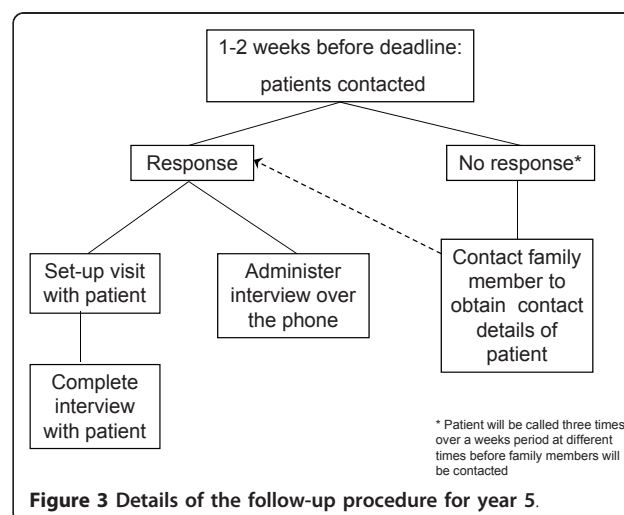 1-2 weeks before deadline:
patients contacted
Response
No response*
Set-up visit
with patient
Administer
interview over
the phone
Contact family
member to
obtain contact
details of
patient
Complete
interview
with patient
* Patient will be called three times
over a weeks period at different
times before family members will
be contacted
Figure 3 Details of the follow-up procedure for year 5.